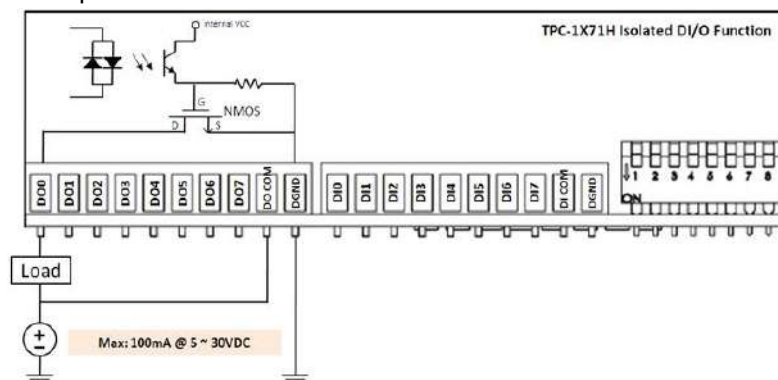 Internal VCC
TPC-1X71H Isolated DI/O Function
G
NMOS
D S
DO0 DO1 DO2 DO3 DO4 DO5 DO6 DO7 DO COM DGND DI0 DI1 DI2 DI3 DI4 DI5 DI6 DI7 DI COM DGND
1 2 3 4 5 6 7 8
ON
Load
Max: 100mA @ 5 ~ 30VDC